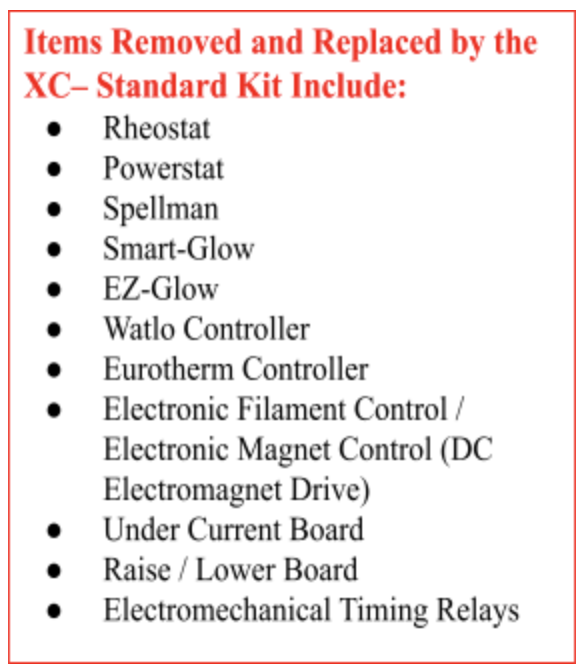 Items Removed and Replaced by the
XC– Standard Kit Include:
● Rheostat
● Powerstat
● Spellman
● Smart-Glow
● EZ-Glow
● Watlo Controller
● Eurotherm Controller
● Electronic Filament Control /
Electronic Magnet Control (DC
Electromagnet Drive)
● Under Current Board
● Raise / Lower Board
● Electromechanical Timing Relays